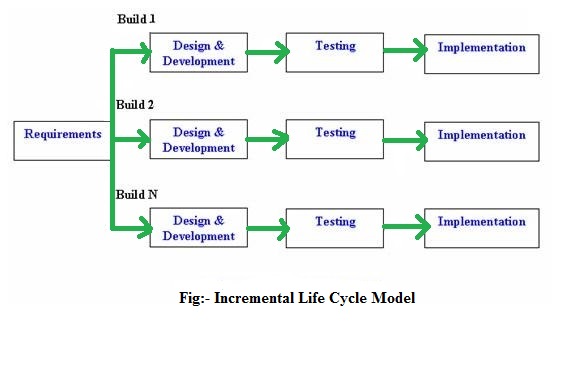 Build 1
Design &
Development
Testing
Implementation
Build 2
Requirements
Design &
Development
Testing
Implementation
Build N
Design &
Development
Testing
Implementation
Fig:- Incremental Life Cycle Model